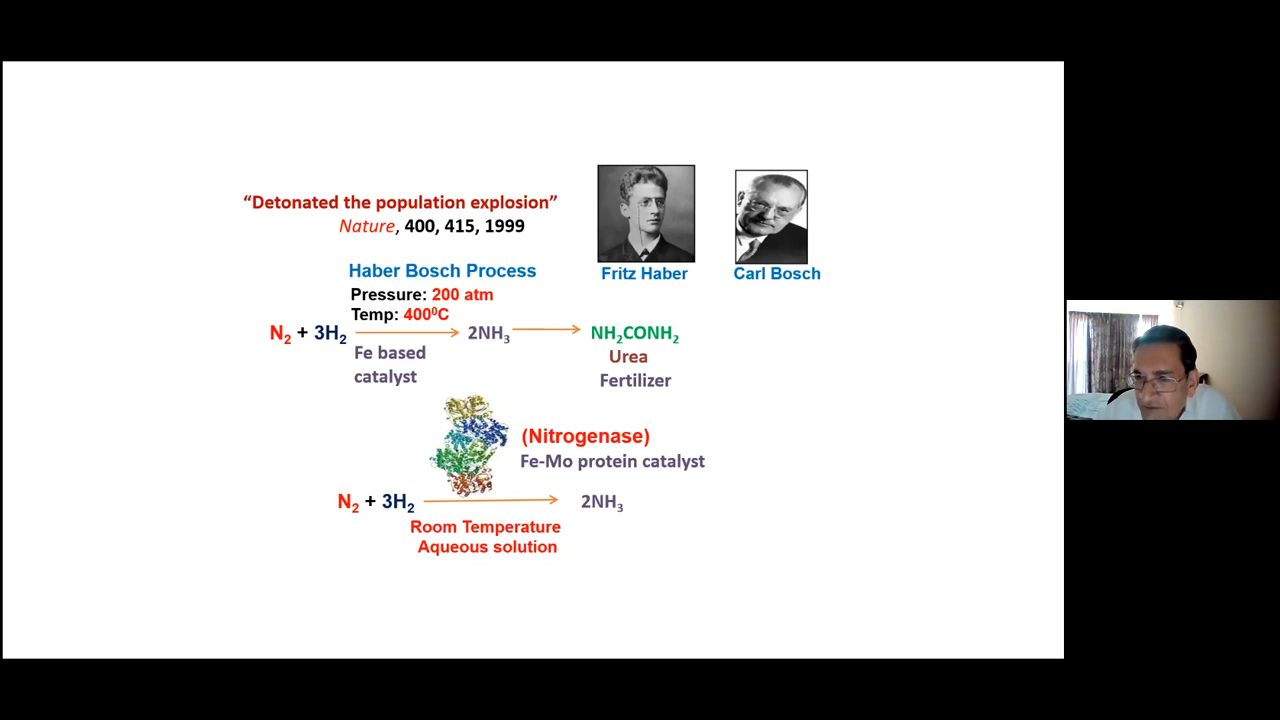 “Detonated the population explosion”
Nature, 400, 415, 1999
Fritz Haber
Carl Bosch
Haber Bosch Process
Pressure: 200 atm
Temp: 400⁰C
N₂ + 3H₂ 2NH₃ NH₂CONH₂
Fe based
catalyst
Urea
Fertilizer
(Nitrogenase)
Fe-Mo protein catalyst
N₂ + 3H₂ 2NH₃
Room Temperature
Aqueous solution